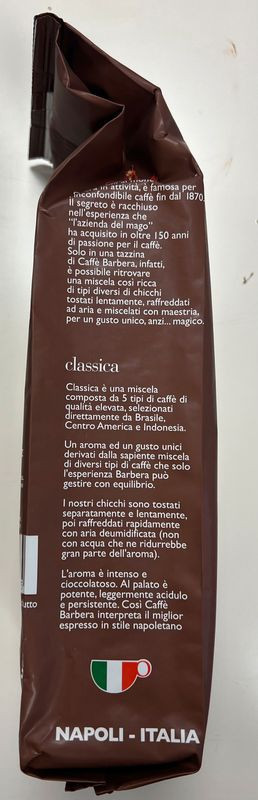 in attività, è famosa per
inconfondibile caffè fin dal 1870.
Il segreto è racchiuso
nell'esperienza che
"l'azienda del mago"
ha acquisito in oltre 150 anni
di passione per il caffè.
Solo in una tazzina
di Caffè Barbera, infatti,
è possibile ritrovare
una miscela così ricca
di tipi diversi di chicchi
tostati lentamente, raffreddati
ad aria e miscelati con maestria,
per un gusto unico, anzi... magico.
classica
Classica è una miscela
composta da 5 tipi di caffè di
qualità elevata, selezionati
direttamente da Brasile,
Centro America e Indonesia.
Un aroma ed un gusto unici
derivati dalla sapiente miscela
di diversi tipi di caffè che solo
l'esperienza Barbera può
gestire con equilibrio.
I nostri chicchi sono tostati
separatamente e lentamente,
poi raffreddati rapidamente
con aria deumidificata (non
con acqua che ne ridurrebbe
gran parte dell'aroma).
L'aroma è intenso e
cioccolatoso. Al palato è
potente, leggermente acidulo
e persistente. Così Caffè
Barbera interpreta il miglior
espresso in stile napoletano
NAPOLI - ITALIA